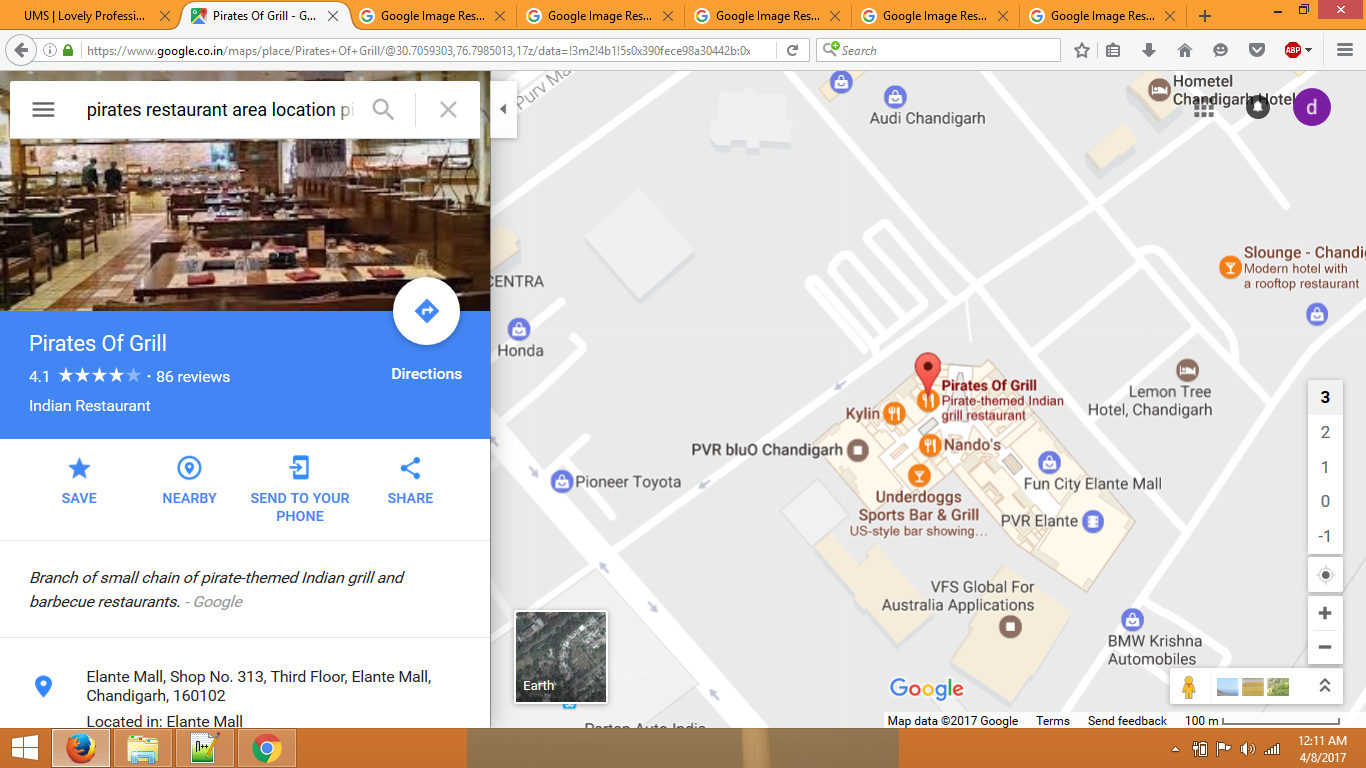 UMS | Lovely Professi...
Pirates Of Grill - G...
Google Image Res...
Google Image Res...
Google Image Res...
Google Image Res...
Google Image Res...
https://www.google.co.in/maps/place/Pirates+Of+Grill/@30.7059303,76.7985013,17z/data=!3m2!4b1!5s0x390fece98a30442b:0x
Search
ABP
pirates restaurant area location pi
Pirates Of Grill
4.1 ★★★★★ · 86 reviews
Indian Restaurant
Directions
SAVE
NEARBY
SEND TO YOUR
PHONE
SHARE
Branch of small chain of pirate-themed Indian grill and
barbecue restaurants. - Google
Elante Mall, Shop No. 313, Third Floor, Elante Mall,
Chandigarh, 160102
Located in: Elante Mall
Purv Ma
Audi Chandigarh
Hometel
Chandigarh Hotel
d
CENTRA
Honda
Slounge - Chandi
Modern hotel with
a rooftop restaurant
Pirates Of Grill
Pirate-themed Indian
grill restaurant
Kylin
Lemon Tree
Hotel, Chandigarh
PVR bluO Chandigarh
Nando's
Pioneer Toyota
Fun City Elante Mall
Underdoggs
Sports Bar & Grill
US-style bar showing...
PVR Elante
VFS Global For
Australia Applications
BMW Krishna
Automobiles
3
2
1
0
-1
Earth
Google
Map data ©2017 Google
Terms
Send feedback
100 m
12:11 AM
4/8/2017